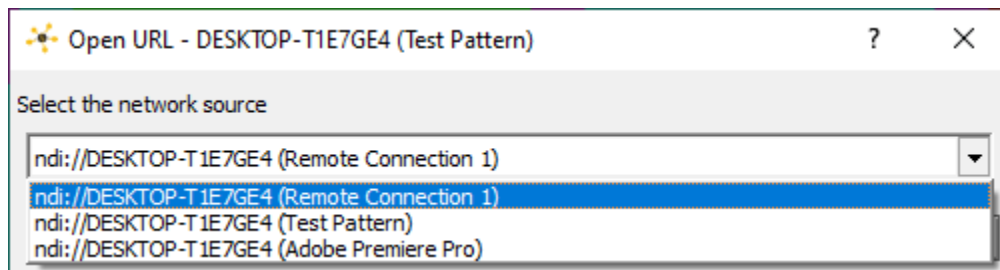 Open URL - DESKTOP-T1E7GE4 (Test Pattern) ?
Select the network source
ndi://DESKTOP-T1E7GE4 (Remote Connection 1)
ndi://DESKTOP-T1E7GE4 (Remote Connection 1)
ndi://DESKTOP-T1E7GE4 (Test Pattern)
ndi://DESKTOP-T1E7GE4 (Adobe Premiere Pro)